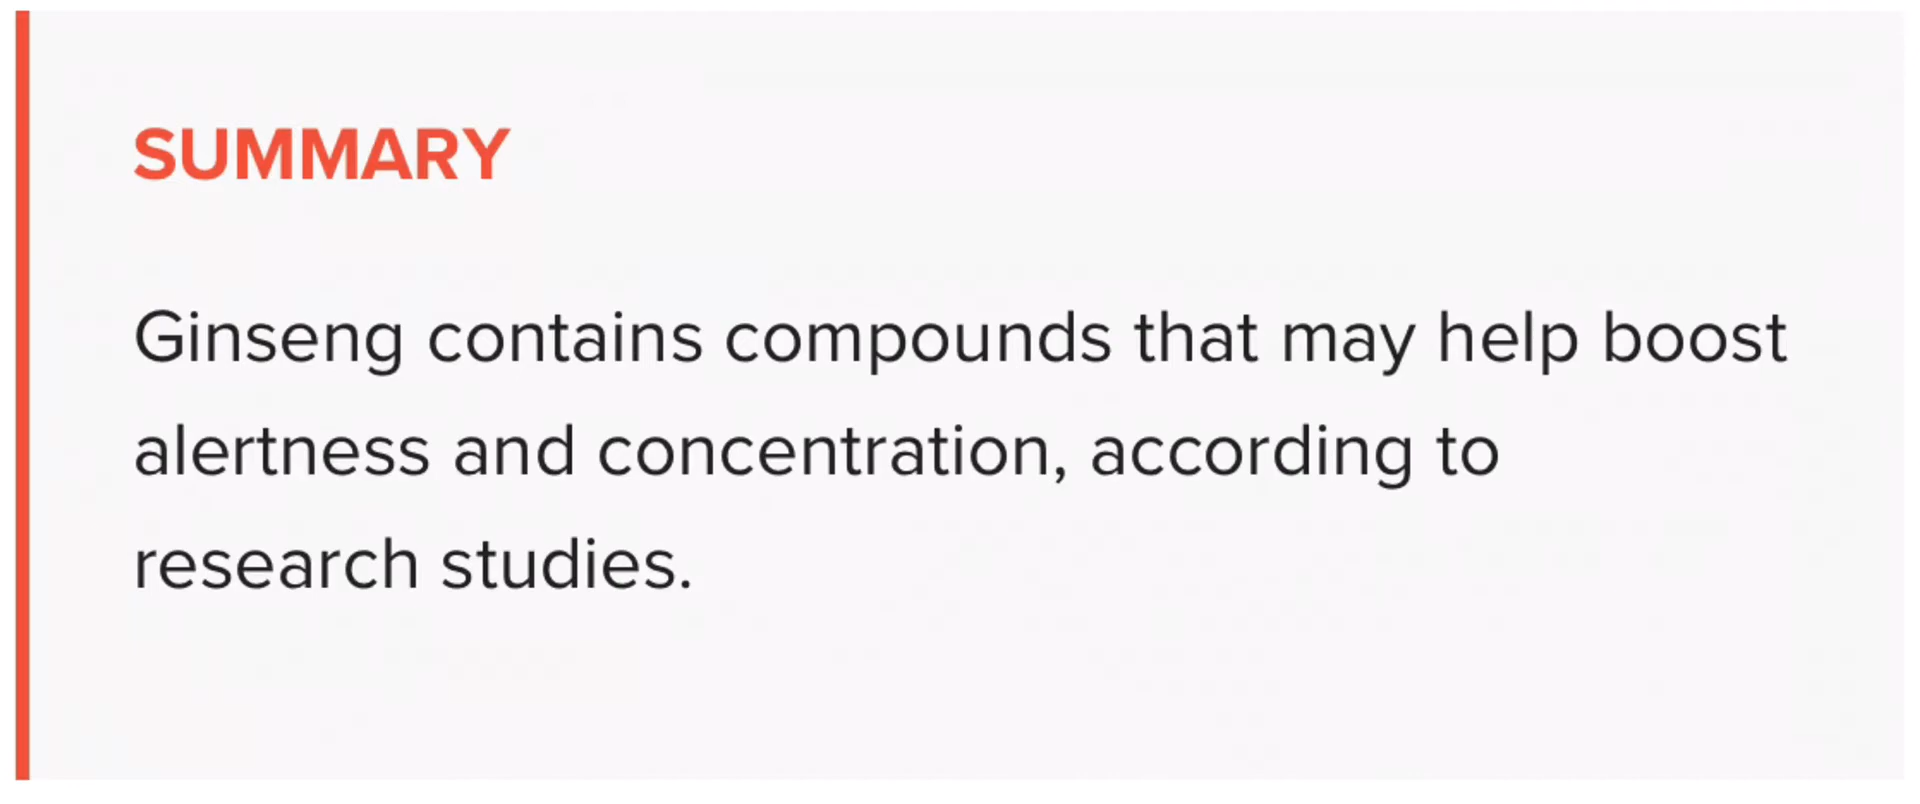 SUMMARY
Ginseng contains compounds that may help boost
alertness and concentration, according to
research studies.